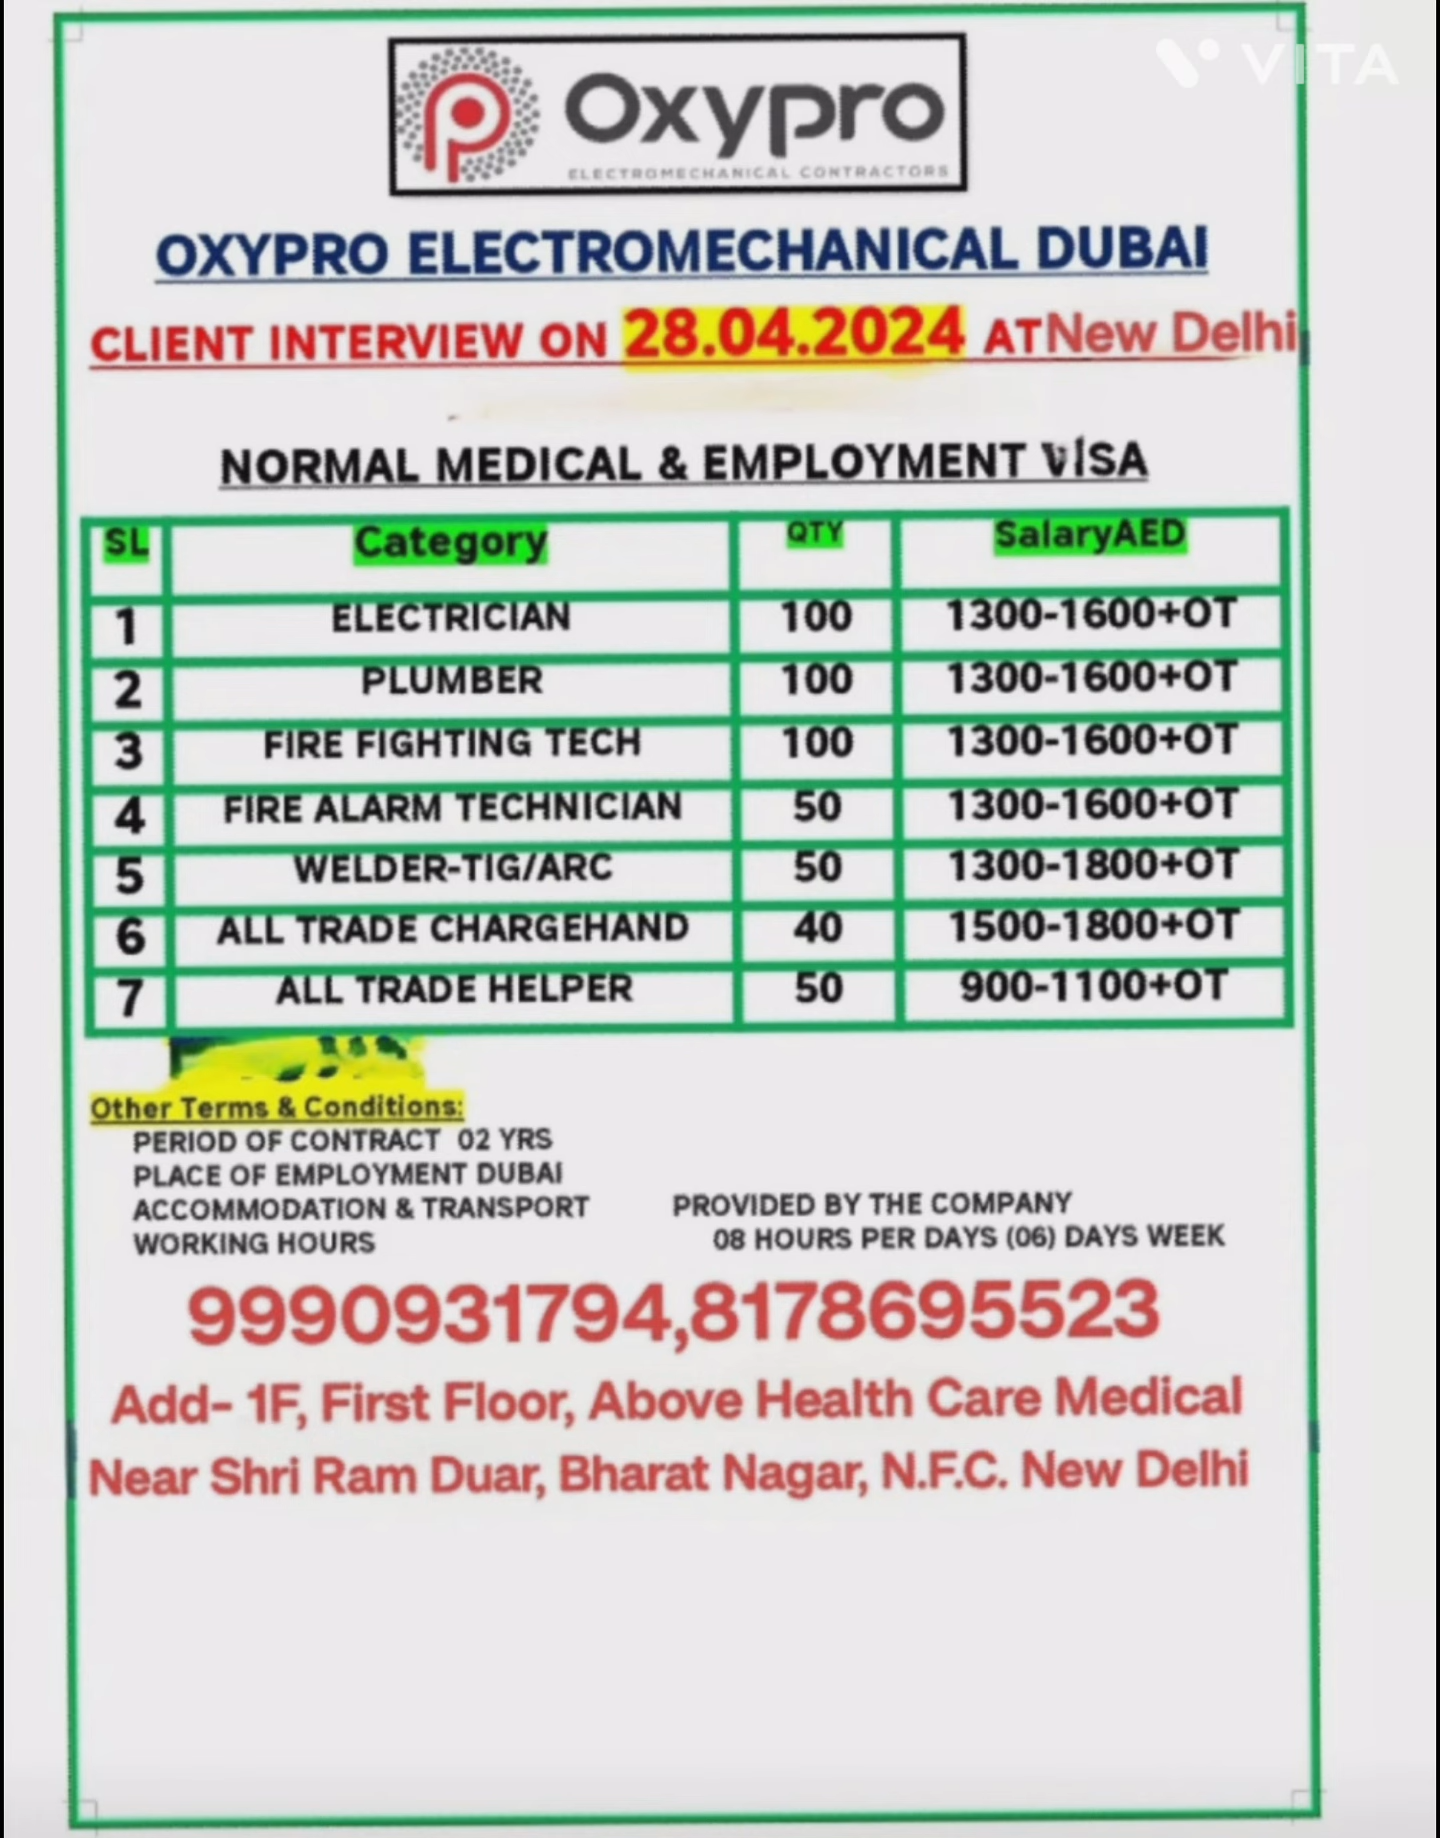 VITA
Oxypro
ELECTROMECHANICAL CONTRACTORS
OXYPRO ELECTROMECHANICAL DUBAI
CLIENT INTERVIEW ON 28.04.2024 AT New Delhi
NORMAL MEDICAL & EMPLOYMENT VISA
SL Category QTY SalaryAED
1 ELECTRICIAN 100 1300-1600+OT
2 PLUMBER 100 1300-1600+OT
3 FIRE FIGHTING TECH 100 1300-1600+OT
4 FIRE ALARM TECHNICIAN 50 1300-1600+OT
5 WELDER-TIG/ARC 50 1300-1800+OT
6 ALL TRADE CHARGEHAND 40 1500-1800+OT
7 ALL TRADE HELPER 50 900-1100+OT
Other Terms & Conditions:
PERIOD OF CONTRACT 02 YRS
PLACE OF EMPLOYMENT DUBAI
ACCOMMODATION & TRANSPORT PROVIDED BY THE COMPANY
WORKING HOURS 08 HOURS PER DAYS (06) DAYS WEEK
9990931794,8178695523
Add- 1F, First Floor, Above Health Care Medical
Near Shri Ram Duar, Bharat Nagar, N.F.C. New Delhi